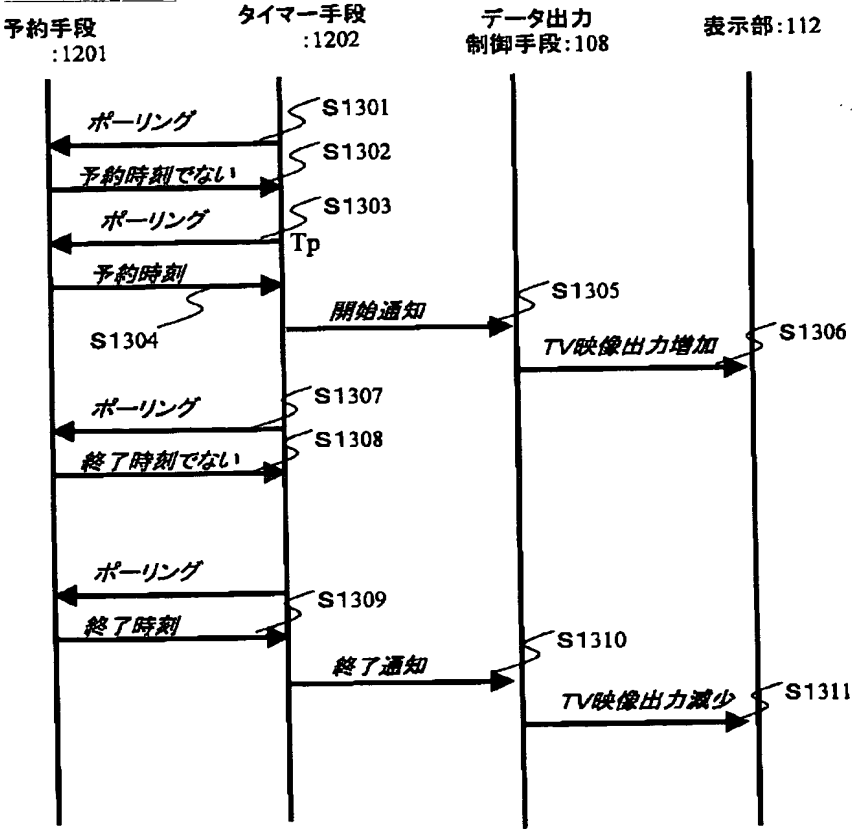 予約手段
:1201
タイマー手段
:1202
データ出力
制御手段:108
表示部:112
ポーリング
S1301
予約時刻でない
S1302
ポーリング
S1303
Tp
予約時刻
S1304
開始通知
S1305
TV映像出力増加
S1306
ポーリング
S1307
終了時刻でない
S1308
ポーリング
終了時刻
S1309
終了通知
S1310
TV映像出力減少
S1311